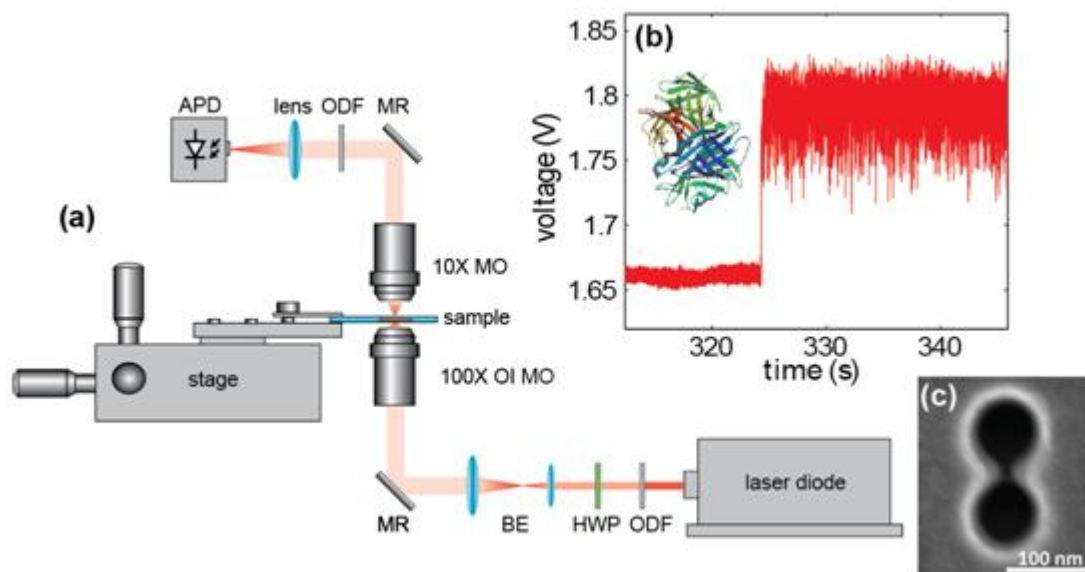 (a)
APD
lens
ODF
MR
10X MO
sample
100X OI MO
stage
MR
BE
HWP
ODF
laser diode
(b)
1.85
1.8
1.75
1.7
1.65
voltage (V)
320
330
340
time (s)
(c)
100 nm